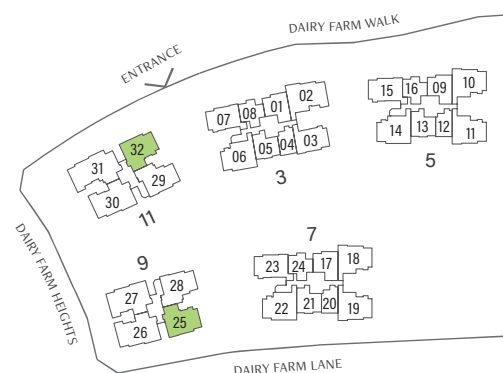 DAIRY FARM WALK
ENTRANCE
07 08 01 02
06 05 04 03
3
15 16 09 10
14 13 12 11
5
31 32
30 29
11
9
27 28
26 25
7
23 24 17 18
22 21 20 19
DAIRY FARM HEIGHTS
DAIRY FARM LANE